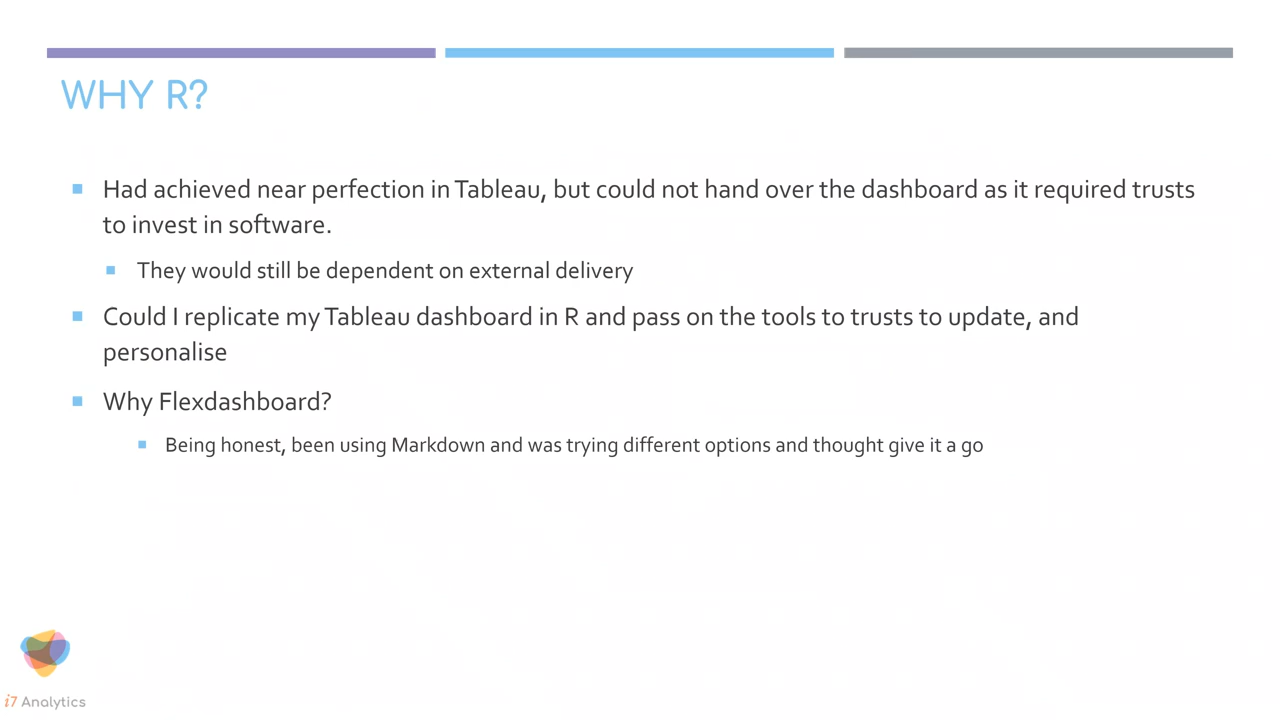 WHY R?
Had achieved near perfection in Tableau, but could not hand over the dashboard as it required trusts
to invest in software.
They would still be dependent on external delivery
Could I replicate my Tableau dashboard in R and pass on the tools to trusts to update, and
personalise
Why Flexdashboard?
Being honest, been using Markdown and was trying different options and thought give it a go
i7 Analytics